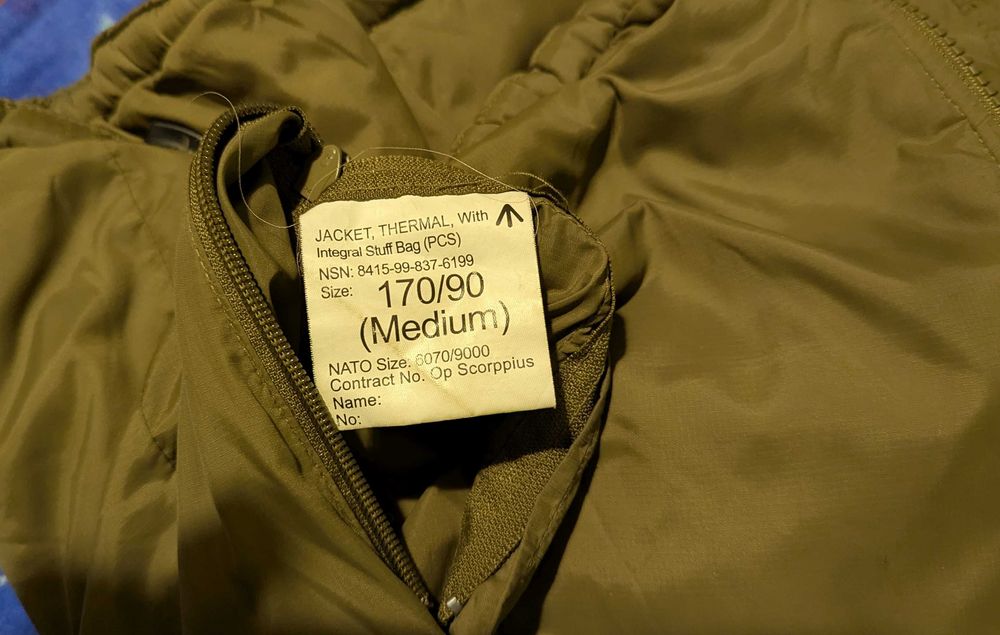 JACKET, THERMAL, With
Integral Stuff Bag (PCS)
NSN: 8415-99-837-6199
Size: 170/90
(Medium)
NATO Size: 6070/9000
Contract No. Op Scorppius
Name:
No: